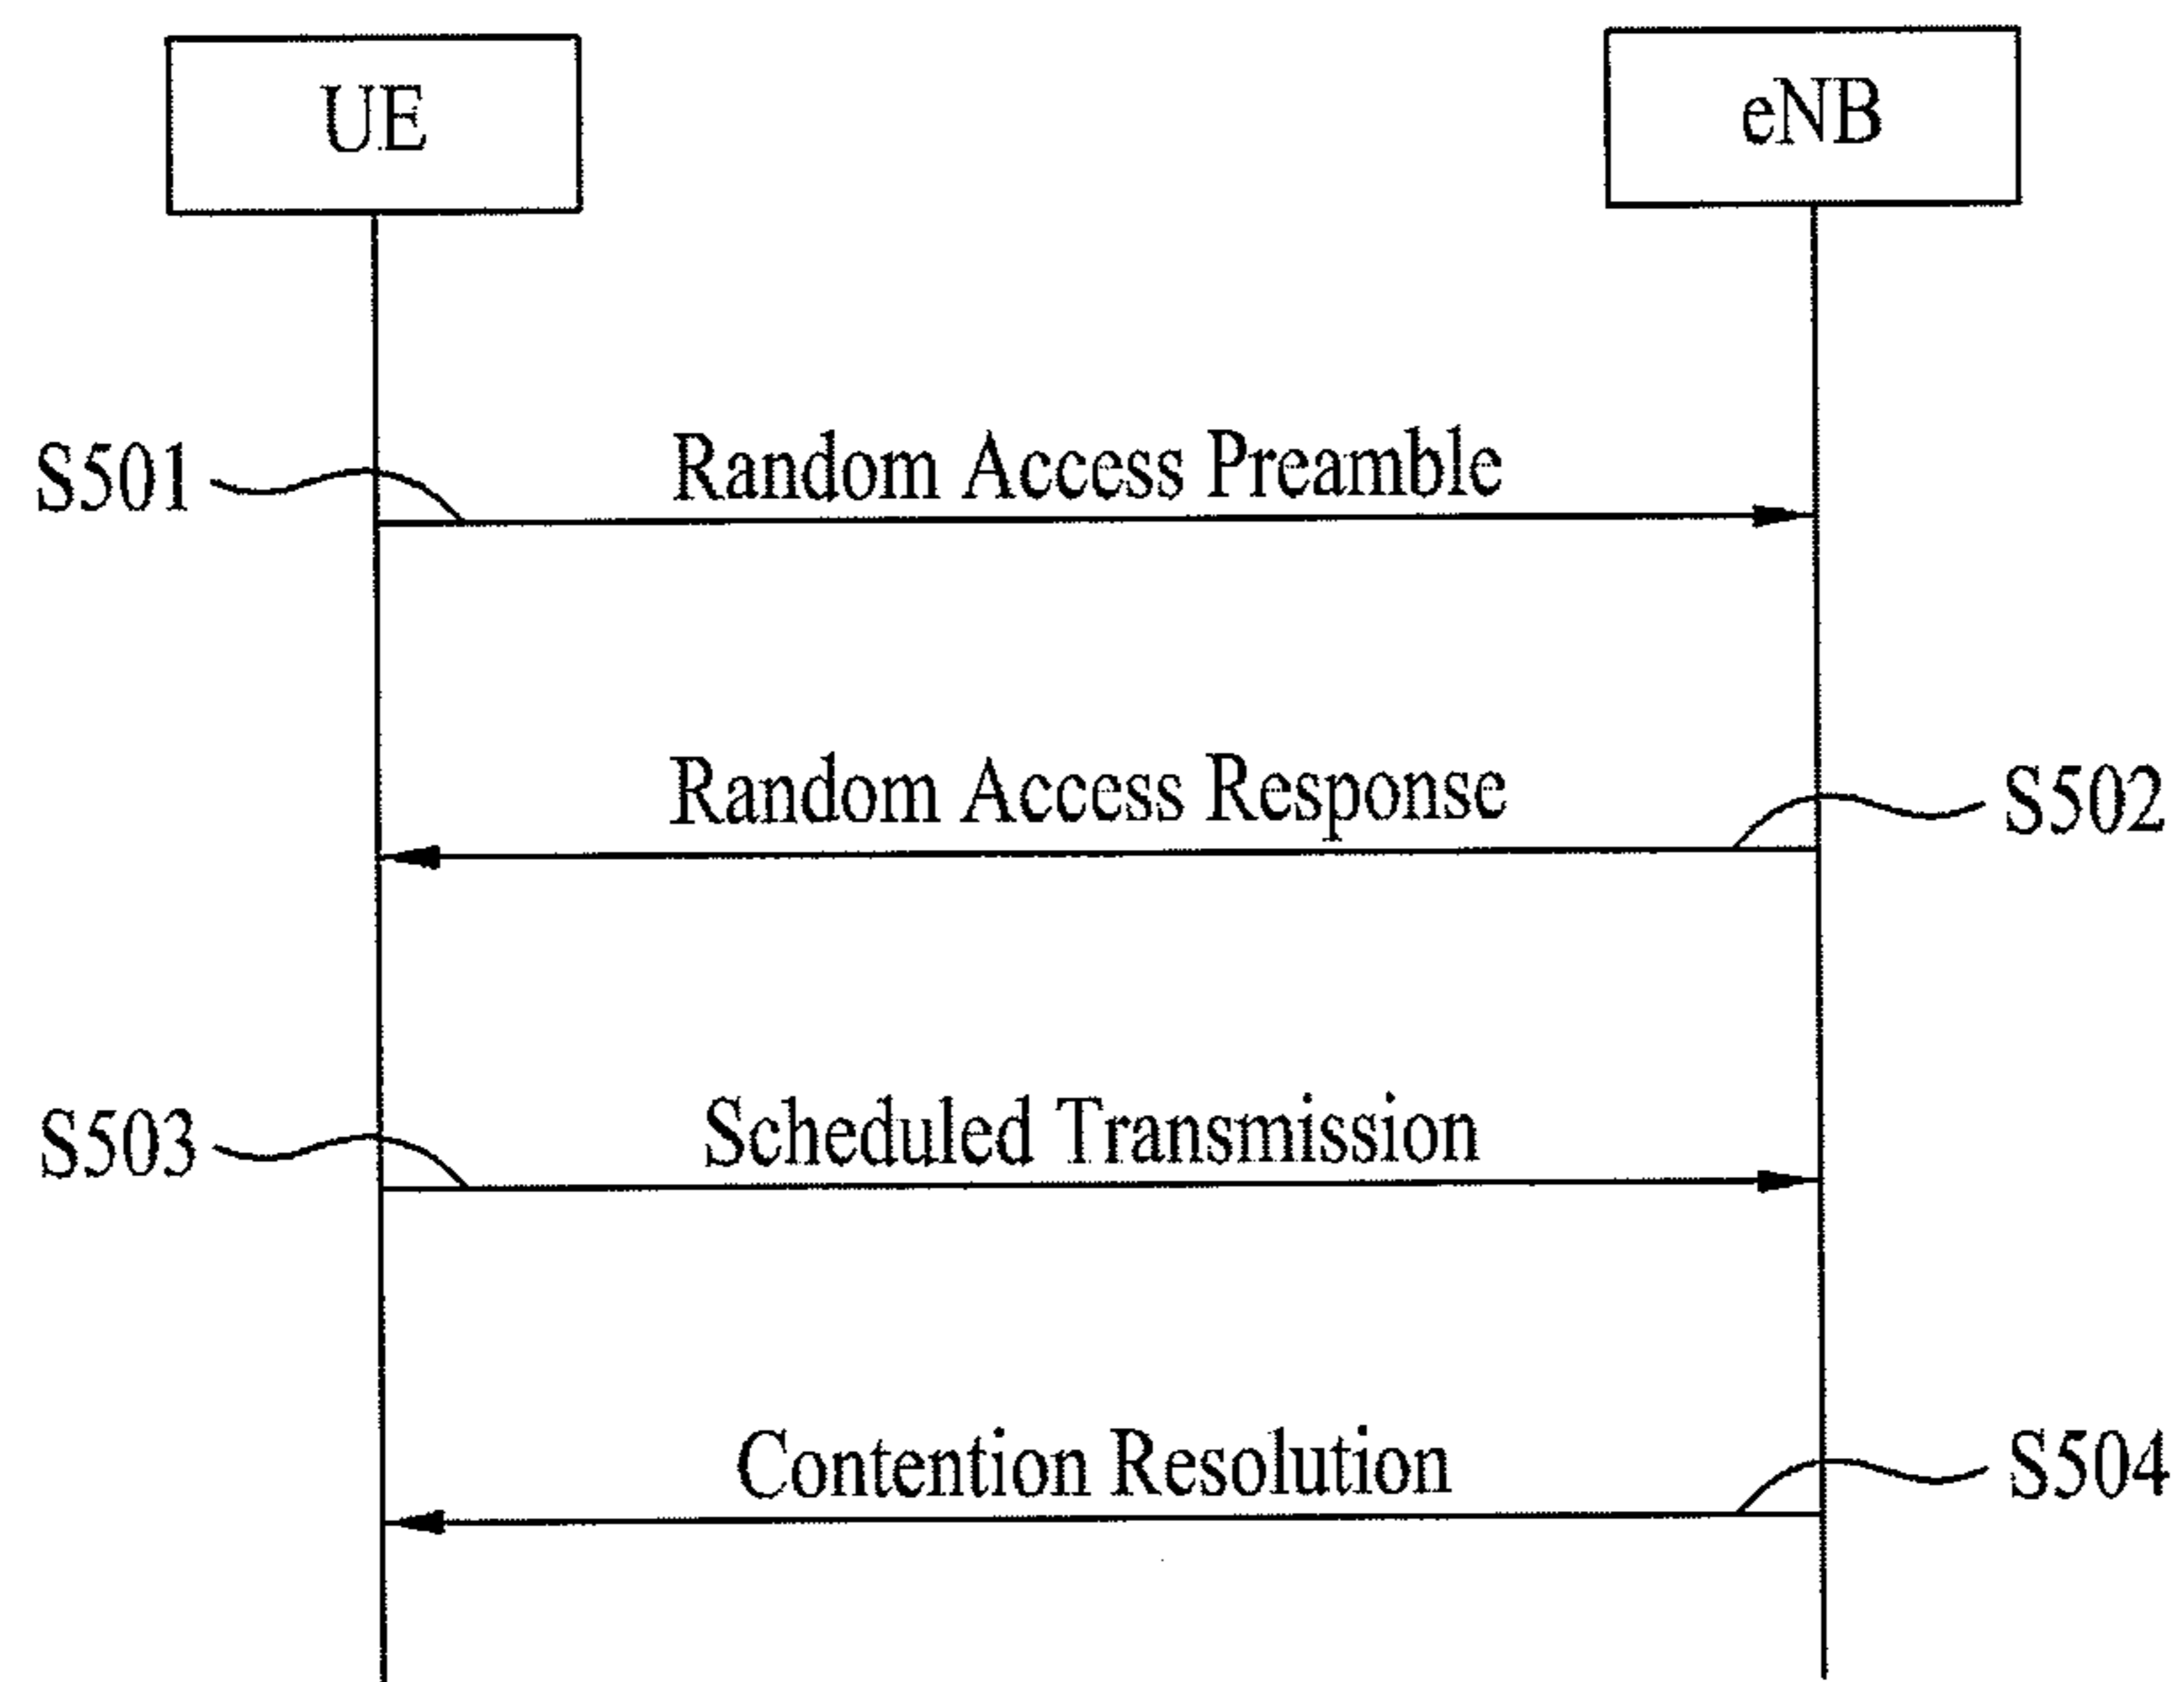 UE
eNB
S501
Random Access Preamble
Random Access Response
S502
S503
Scheduled Transmission
Contention Resolution
S504